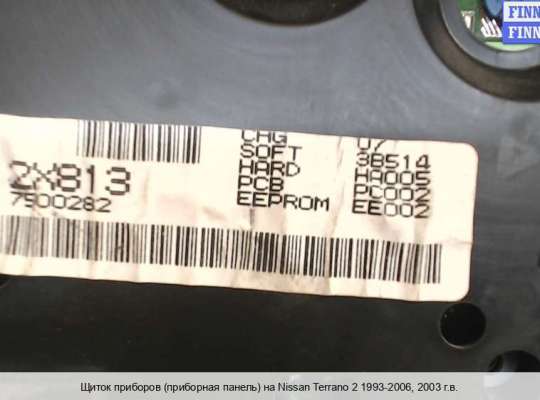 FINN
FINN
CHG 07
SOFT 38514
HARD HA005
PCB PC002
EEPROM EE002
2X813
7900282
Щиток приборов (приборная панель) на Nissan Terrano 2 1993-2006, 2003 г.в.